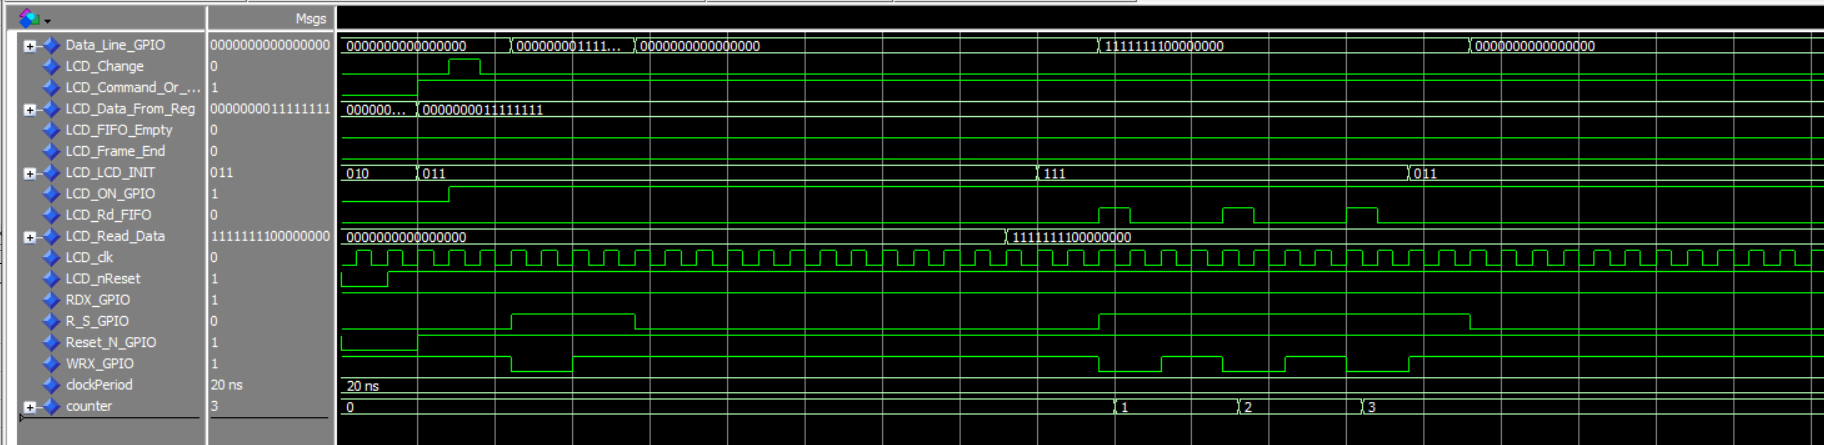 Msgs
Data_Line_GPIO 0000000000000000 0000000000000000 000000001111... 0000000000000000 1111111100000000 0000000000000000
LCD_Change 0
LCD_Command_Or_... 1
LCD_Data_From_Reg 0000000011111111 000000... 0000000011111111
LCD_FIFO_Empty 0
LCD_Frame_End 0
LCD_LCD_INIT 011 010 011 111 011
LCD_ON_GPIO 1
LCD_Rd_FIFO 0
LCD_Read_Data 1111111100000000 0000000000000000 1111111100000000
LCD_clk 0
LCD_nReset 1
RDX_GPIO 1
R_S_GPIO 0
Reset_N_GPIO 1
WRX_GPIO 1
clockPeriod 20 ns 20 ns
counter 3 0 1 2 3